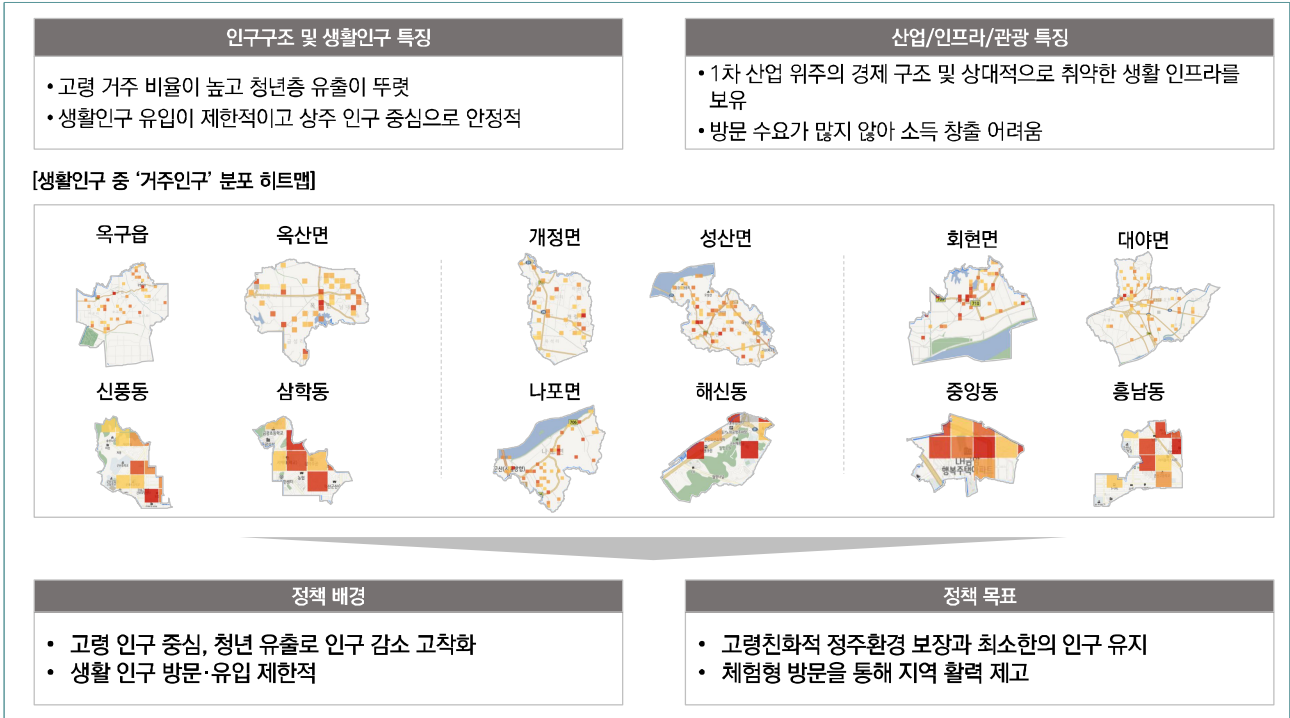 인구구조 및 생활인구 특징
• 고령 거주 비율이 높고 청년층 유출이 뚜렷
• 생활인구 유입이 제한적이고 상주 인구 중심으로 안정적
산업/인프라/관광 특징
• 1차 산업 위주의 경제 구조 및 상대적으로 취약한 생활 인프라를
보유
• 방문 수요가 많지 않아 소득 창출 어려움
[생활인구 중 ‘거주인구’ 분포 히트맵]
옥구읍
옥산면
개정면
성산면
회현면
대야면
신풍동
삼학동
나포면
해신동
중앙동
흥남동
행복주택아파트
정책 배경
• 고령 인구 중심, 청년 유출로 인구 감소 고착화
• 생활 인구 방문·유입 제한적
정책 목표
• 고령친화적 정주환경 보장과 최소한의 인구 유지
• 체험형 방문을 통해 지역 활력 제고